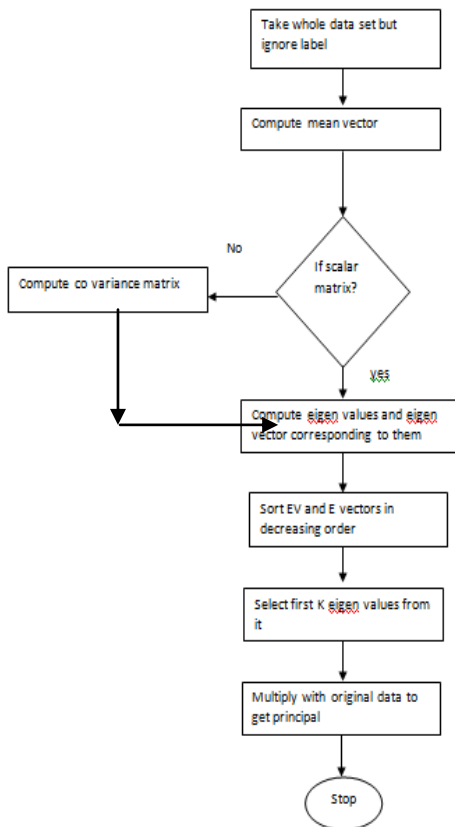 Take whole data set but
ignore label
Compute mean vector
No
If scalar
matrix?
Compute co variance matrix
yes
Compute eigen values and eigen
vector corresponding to them
Sort EV and E vectors in
decreasing order
Select first K eigen values from
it
Multiply with original data to
get principal
Stop